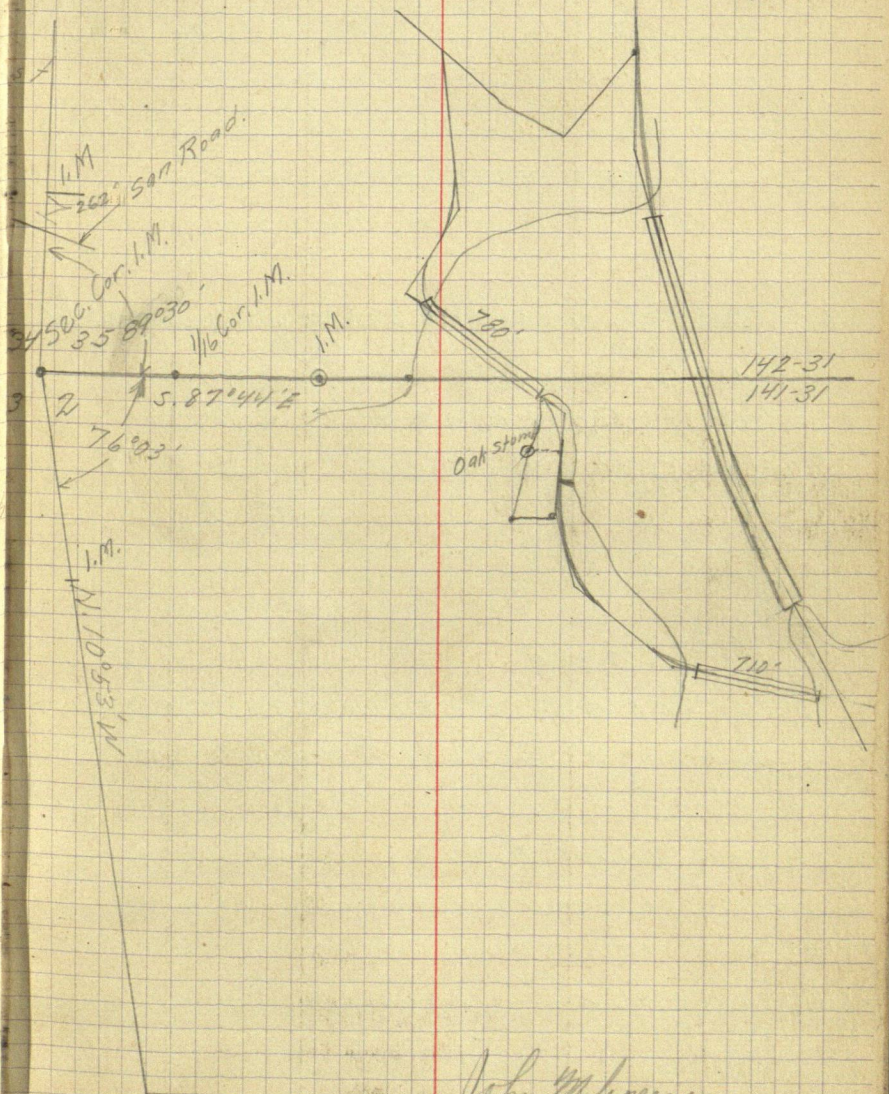 I.M
262' San Road.
Sec. Cor. I.M.
34 35 89°30'
1/16 Cor. I.M.
I.M.
780'
142-31
141-31
3 2
S. 87°44'E
76°03'
Oak Stump
I.M.
N. 10°53'W
710'
John